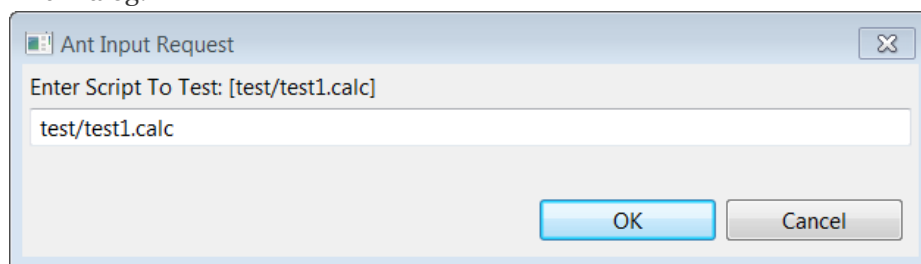 Ant Input Request
Enter Script To Test: [test/test1.calc]
test/test1.calc
OK
Cancel